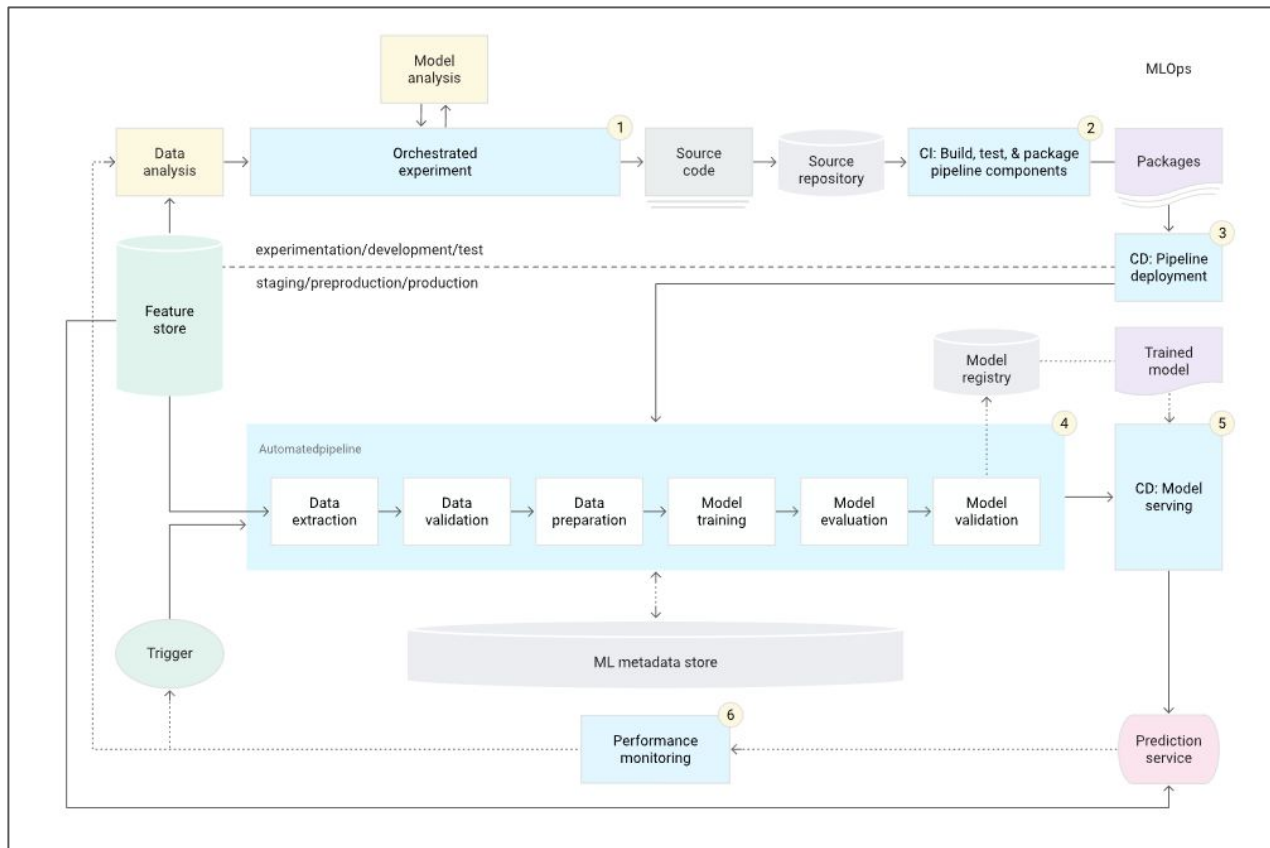 Model
analysis
MLOps
1
2
Data
analysis
Orchestrated
experiment
Source
code
Source
repository
CI: Build, test, & package
pipeline components
Packages
3
experimentation/development/test
staging/preproduction/production
CD: Pipeline
deployment
Feature
store
Model
registry
Trained
model
4
5
Automatedpipeline
Data
extraction
Data
validation
Data
preparation
Model
training
Model
evaluation
Model
validation
CD: Model
serving
Trigger
ML metadata store
6
Performance
monitoring
Prediction
service